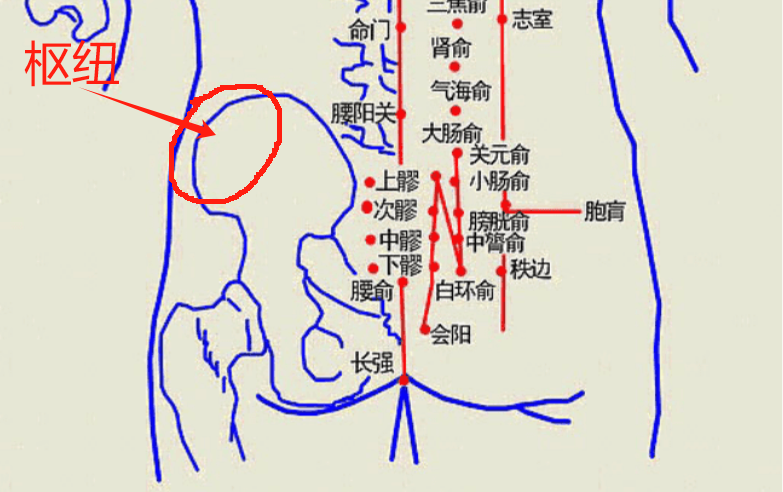 三焦俞
志室
命门
枢纽
肾俞
气海俞
腰阳关
大肠俞
关元俞
上髎
小肠俞
次髎
胞肓
膀胱俞
中髎
中膂俞
下髎
秩边
腰俞
白环俞
会阳
长强